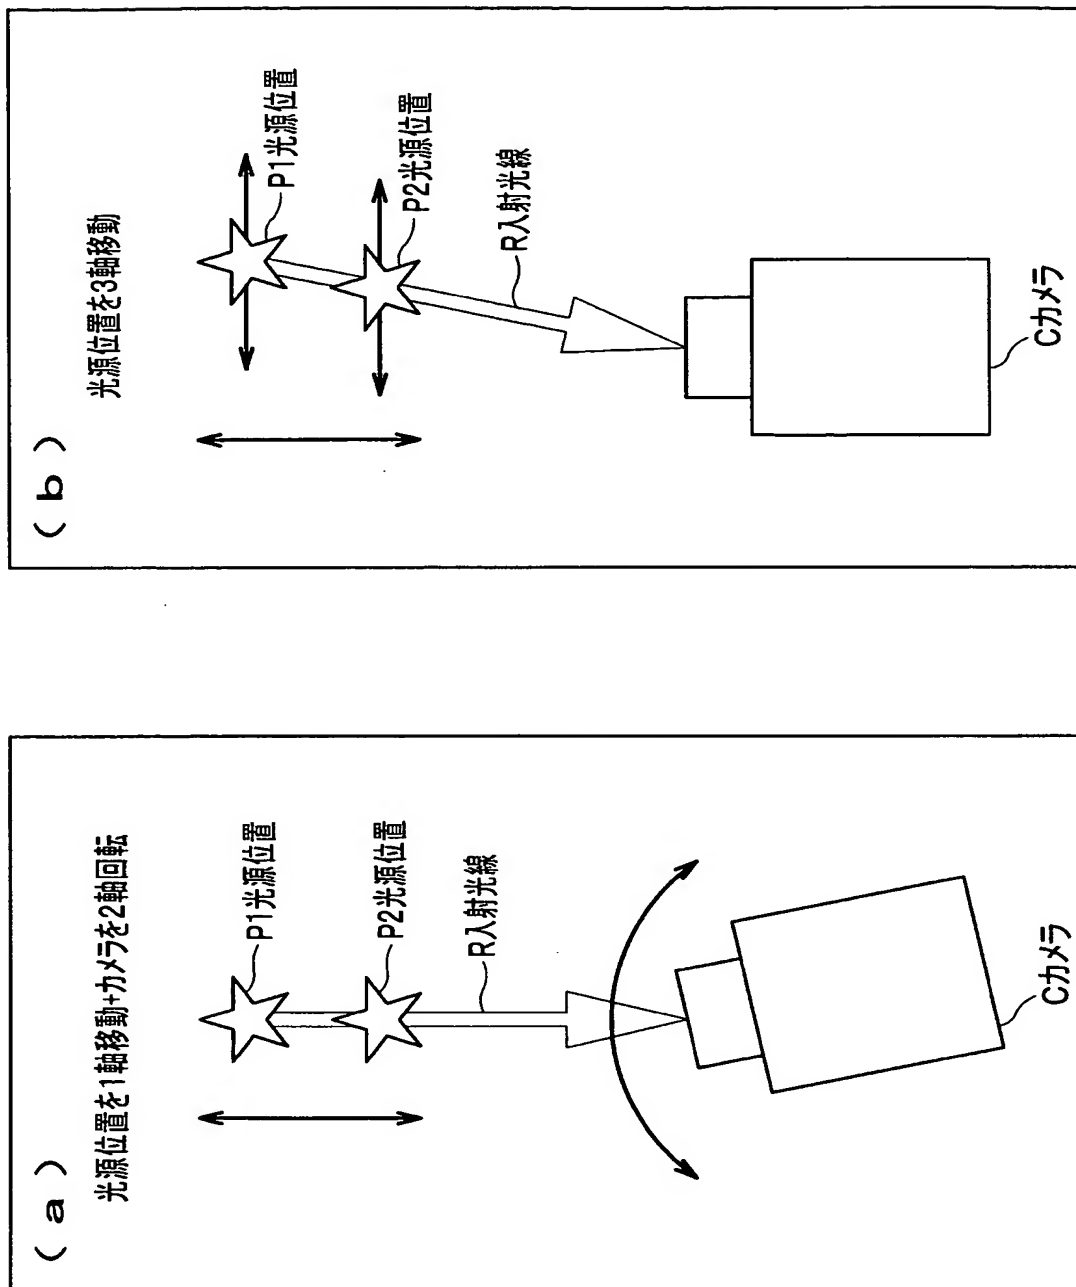 (a)
光源位置を1軸移動+カメラを2軸回転
P1光源位置
P2光源位置
R入射光線
Cカメラ
(b)
光源位置を3軸移動
P1光源位置
P2光源位置
R入射光線
Cカメラ